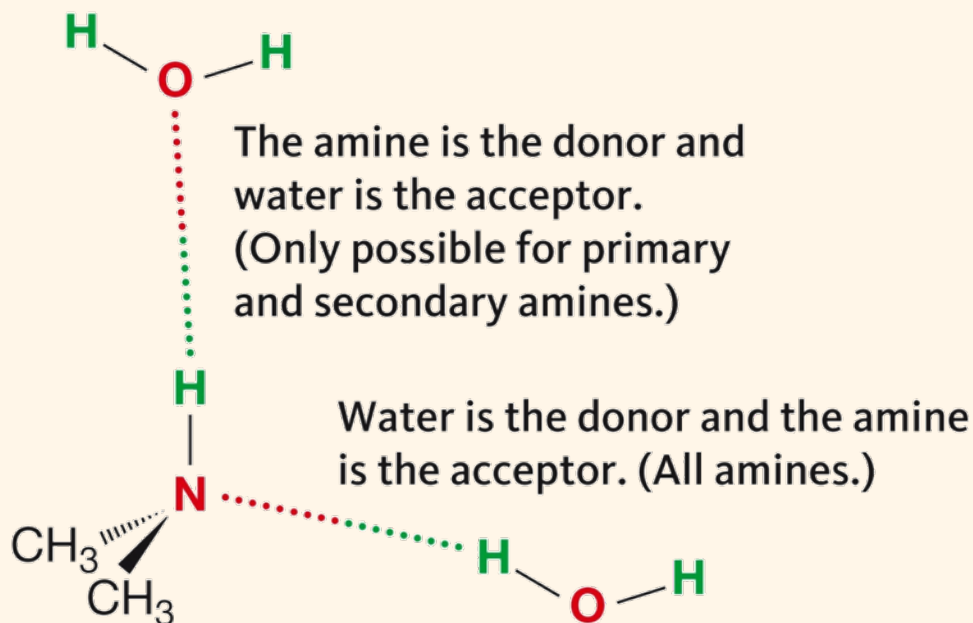 H
H
O
The amine is the donor and
water is the acceptor.
(Only possible for primary
and secondary amines.)
H
Water is the donor and the amine
is the acceptor. (All amines.)
N
CH₃
CH₃
H
H
O